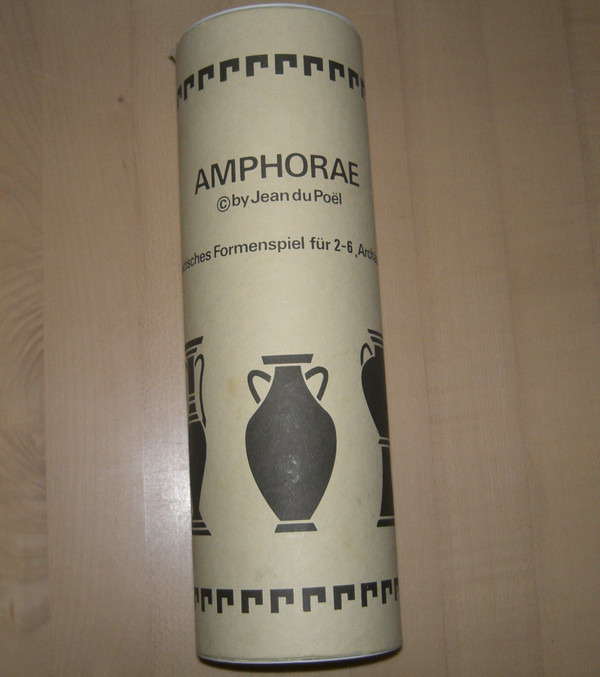 AMPHORAE
© by Jean du Poël
Formenspiel für 2-6